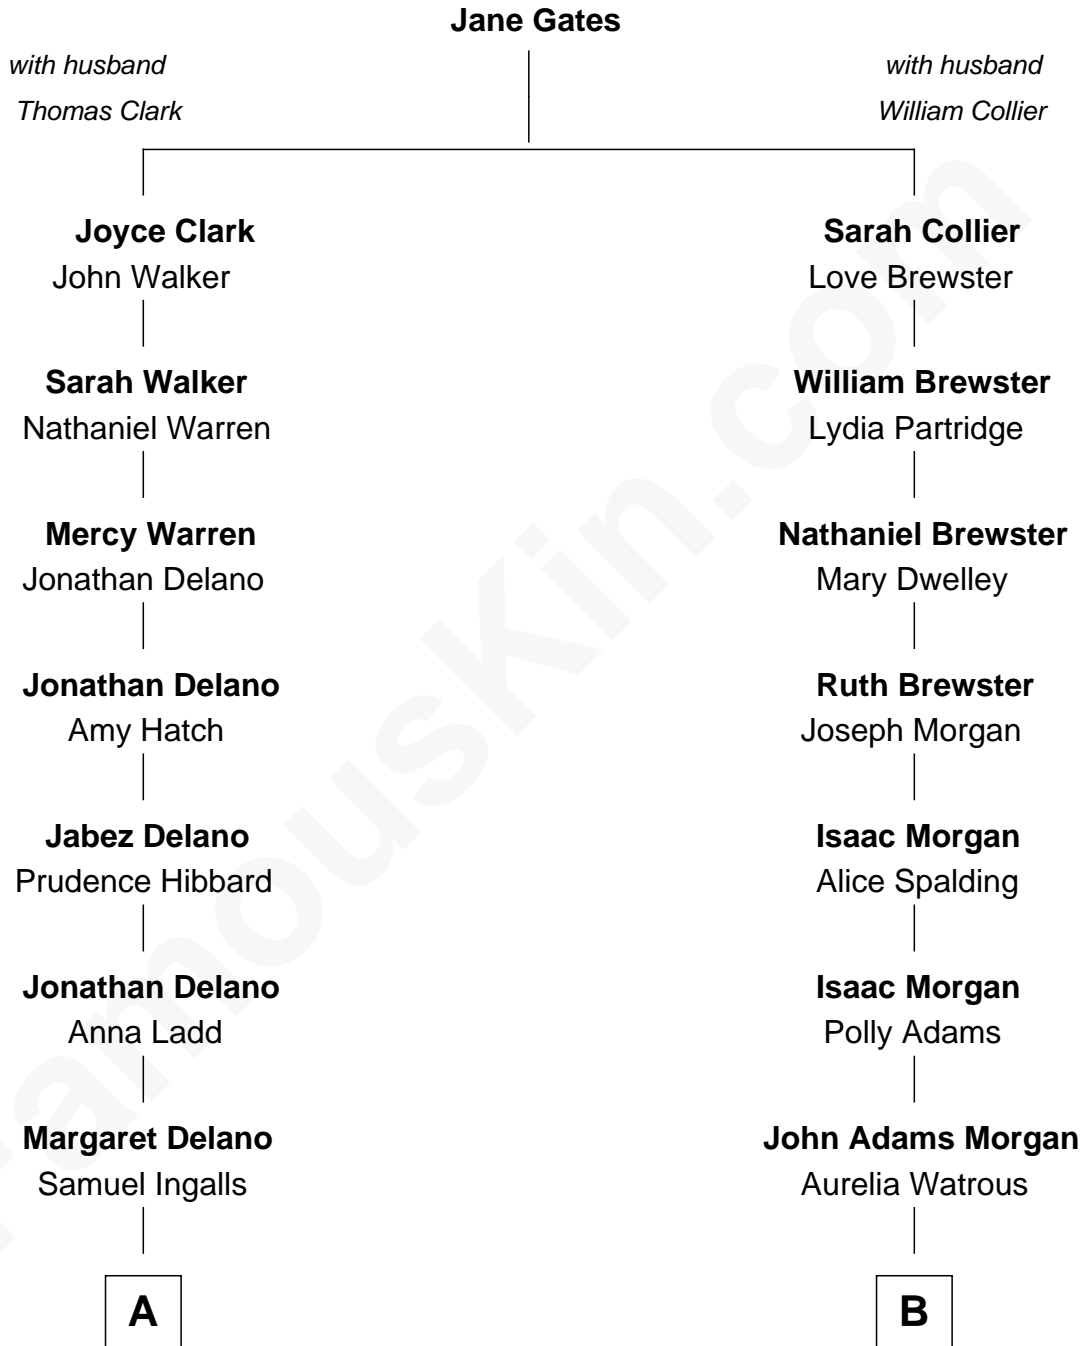 Jane Gates
with husband
Thomas Clark
with husband
William Collier
Joyce Clark
John Walker
Sarah Walker
Nathaniel Warren
Mercy Warren
Jonathan Delano
Jonathan Delano
Amy Hatch
Jabez Delano
Prudence Hibbard
Jonathan Delano
Anna Ladd
Margaret Delano
Samuel Ingalls
A
Sarah Collier
Love Brewster
William Brewster
Lydia Partridge
Nathaniel Brewster
Mary Dwelley
Ruth Brewster
Joseph Morgan
Isaac Morgan
Alice Spalding
Isaac Morgan
Polly Adams
John Adams Morgan
Aurelia Watrous
B
FamousKin.com